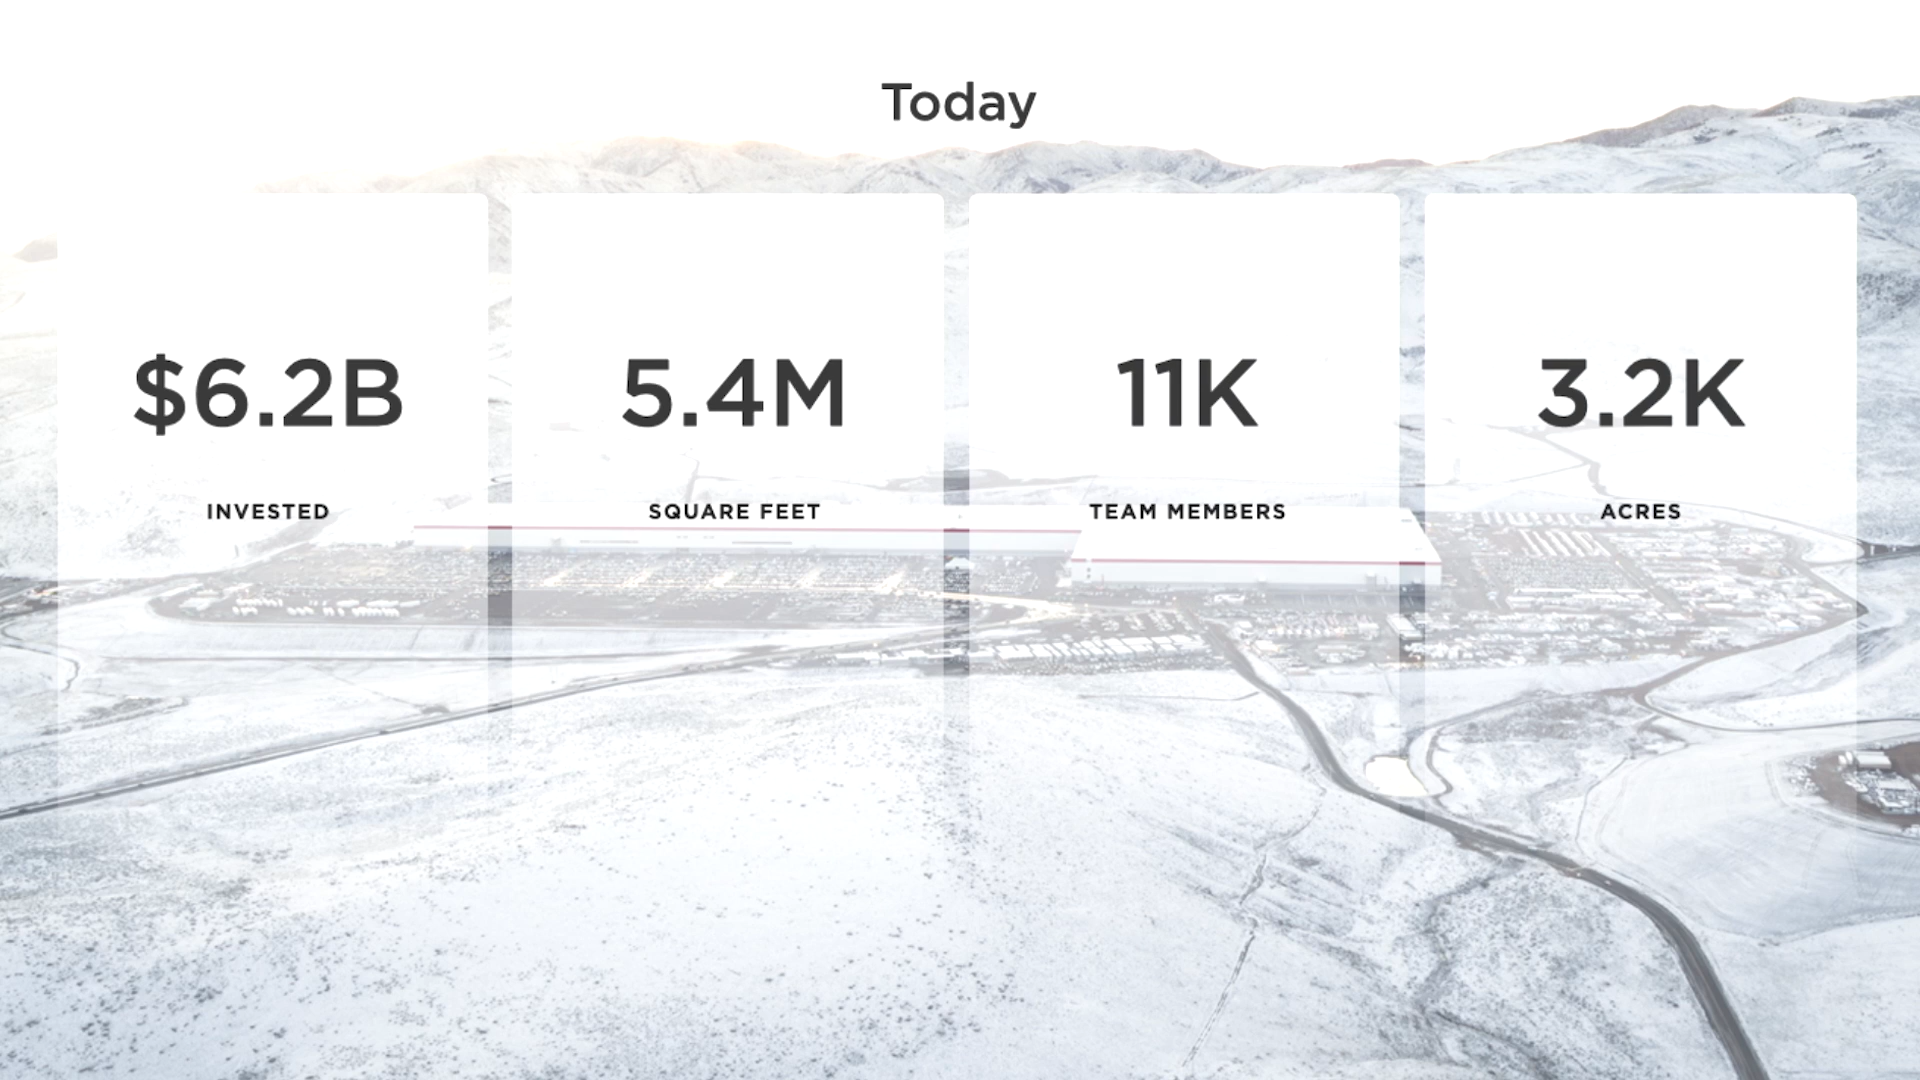 Today
$6.2B
INVESTED
5.4M
SQUARE FEET
11K
TEAM MEMBERS
3.2K
ACRES